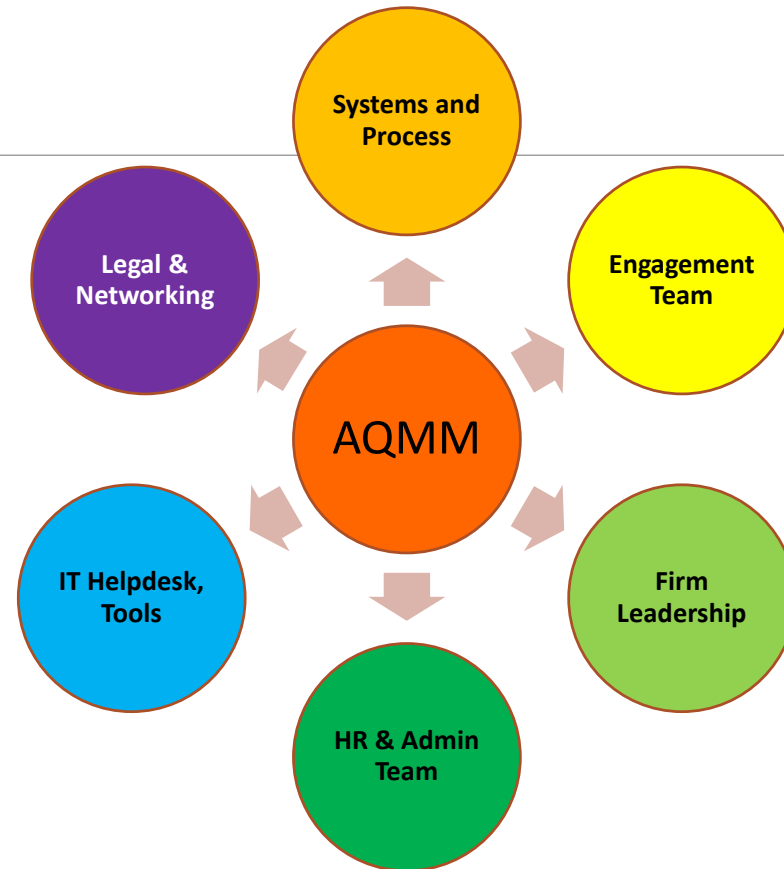 Systems and
Process
Legal &
Networking
Engagement
Team
AQMM
IT Helpdesk,
Tools
Firm
Leadership
HR & Admin
Team